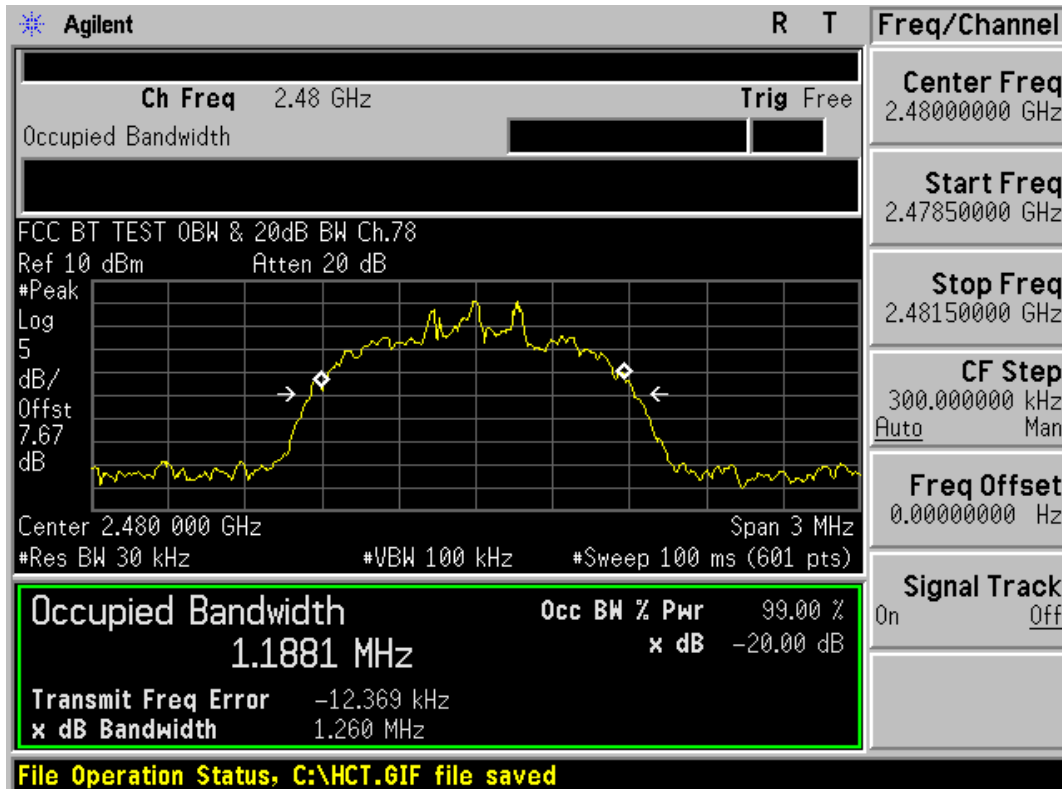 Agilent R T Freq/Channel
Ch Freq 2.48 GHz Trig Free
Occupied Bandwidth
Center Freq
2.48000000 GHz
Start Freq
2.47850000 GHz
Stop Freq
2.48150000 GHz
CF Step
300.000000 kHz
Auto Man
Freq Offset
0.00000000 Hz
Signal Track
On Off
FCC BT TEST OBW & 20dB BW Ch.78
Ref 10 dBm Atten 20 dB
#Peak
Log
5
dB/
Offst
7.67
dB
Center 2.480 000 GHz Span 3 MHz
#Res BW 30 kHz #VBW 100 kHz #Sweep 100 ms (601 pts)
Occupied Bandwidth Occ BW % Pwr 99.00 %
1.1881 MHz x dB -20.00 dB
Transmit Freq Error -12.369 kHz
x dB Bandwidth 1.260 MHz
File Operation Status, C:\HCT.GIF file saved